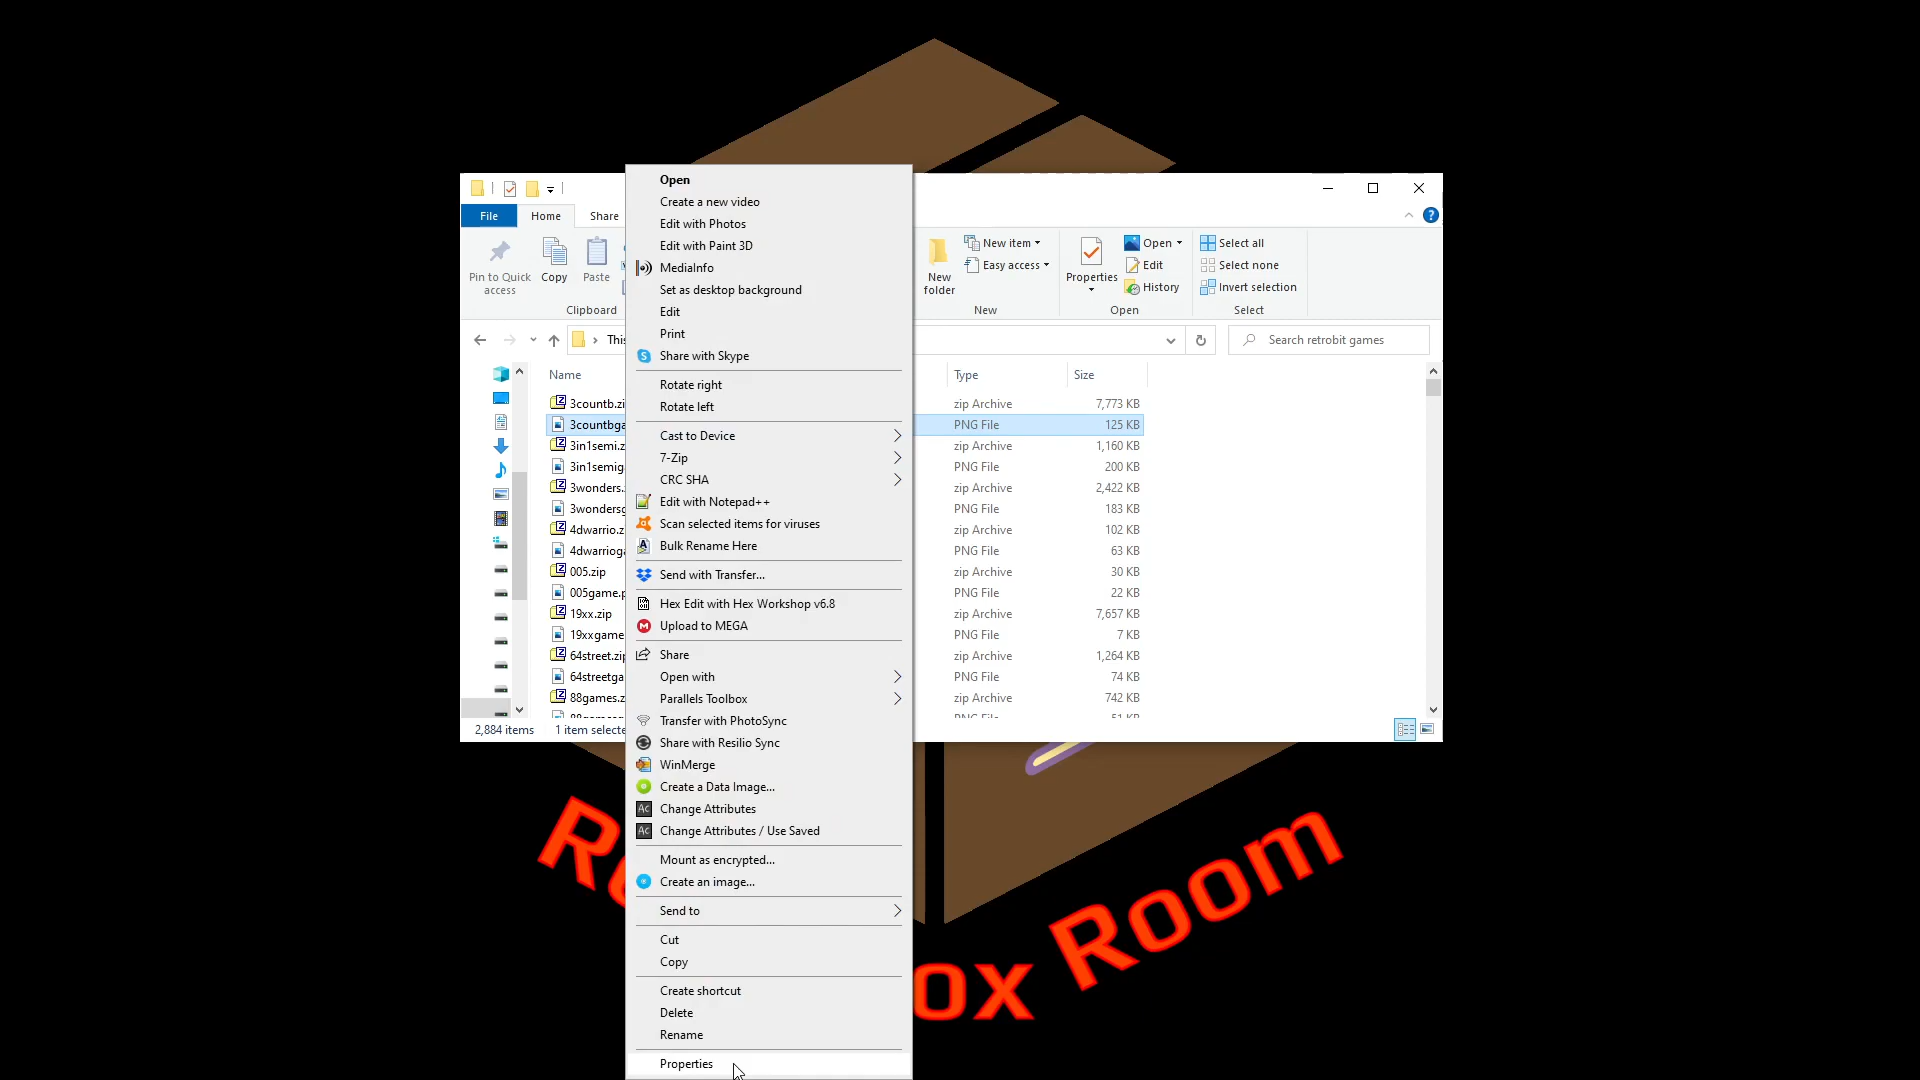 File
Home
Share
Pin to Quick
access
Copy
Paste
Clipboard
New
folder
New item
Easy access
New
Properties
Open
Edit
History
Open
Select all
Select none
Invert selection
Select
This
Search retrobit games
Name
Type
Size
3countb.zi
zip Archive
7,773 KB
3countbga
PNG File
125 KB
3in1semi.z
zip Archive
1,160 KB
3in1semiga
PNG File
200 KB
3wonders.
zip Archive
2,422 KB
3wondersg
PNG File
183 KB
4dwarrio.z
zip Archive
102 KB
4dwarrioga
PNG File
63 KB
005.zip
zip Archive
30 KB
005game.p
PNG File
22 KB
19xx.zip
zip Archive
7,657 KB
19xxgame
PNG File
7 KB
64street.zip
zip Archive
1,264 KB
64streetga
PNG File
74 KB
88games.z
zip Archive
742 KB
PNG File
51 KB
2,884 items
1 item selecte
Open
Create a new video
Edit with Photos
Edit with Paint 3D
MediaInfo
Set as desktop background
Edit
Print
Share with Skype
Rotate right
Rotate left
Cast to Device
7-Zip
CRC SHA
Edit with Notepad++
Scan selected items for viruses
Bulk Rename Here
Send with Transfer...
Hex Edit with Hex Workshop v6.8
Upload to MEGA
Share
Open with
Parallels Toolbox
Transfer with PhotoSync
Share with Resilio Sync
WinMerge
Create a Data Image...
Change Attributes
Change Attributes / Use Saved
Mount as encrypted...
Create an image...
Send to
Cut
Copy
Create shortcut
Delete
Rename
Properties
Re
ox Room